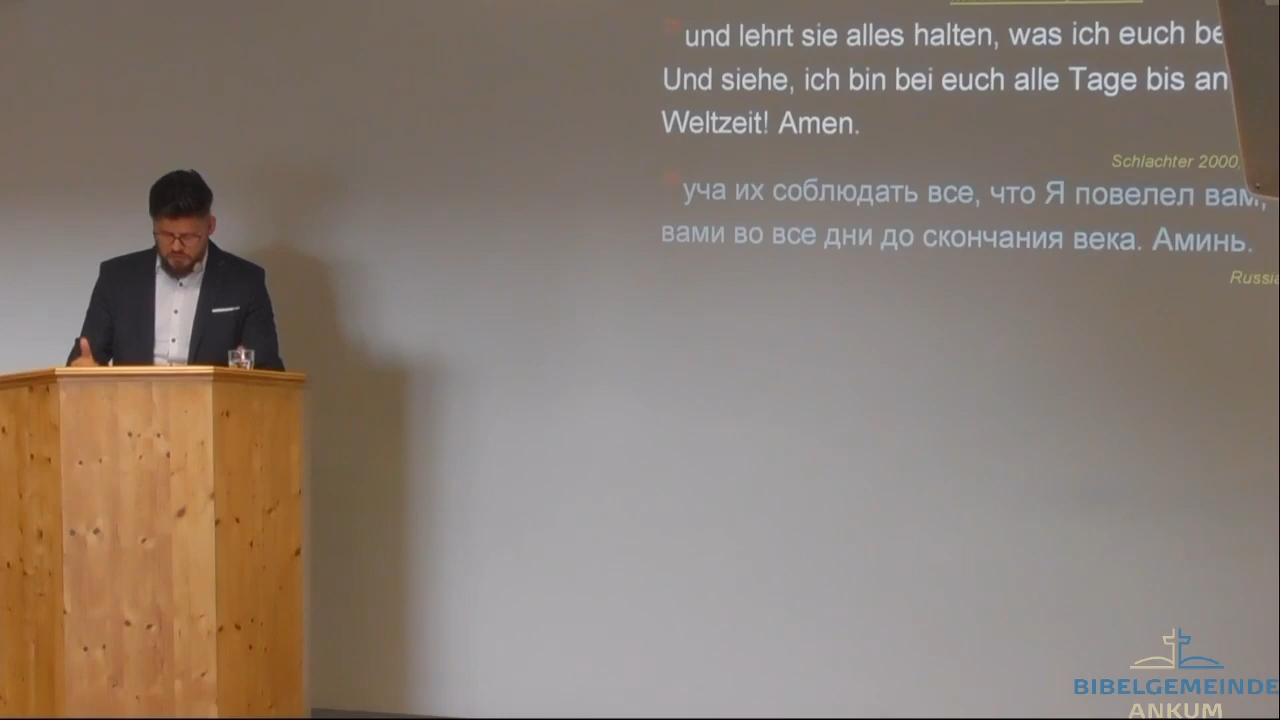 und lehrt sie alles halten, was ich euch be
Und siehe, ich bin bei euch alle Tage bis an
Weltzeit! Amen.
Schlachter 2000,
уча их соблюдать все, что Я повелел вам,
вами во все дни до скончания века. Аминь.
Russia
BIBELGEMEINDE
ANKUM